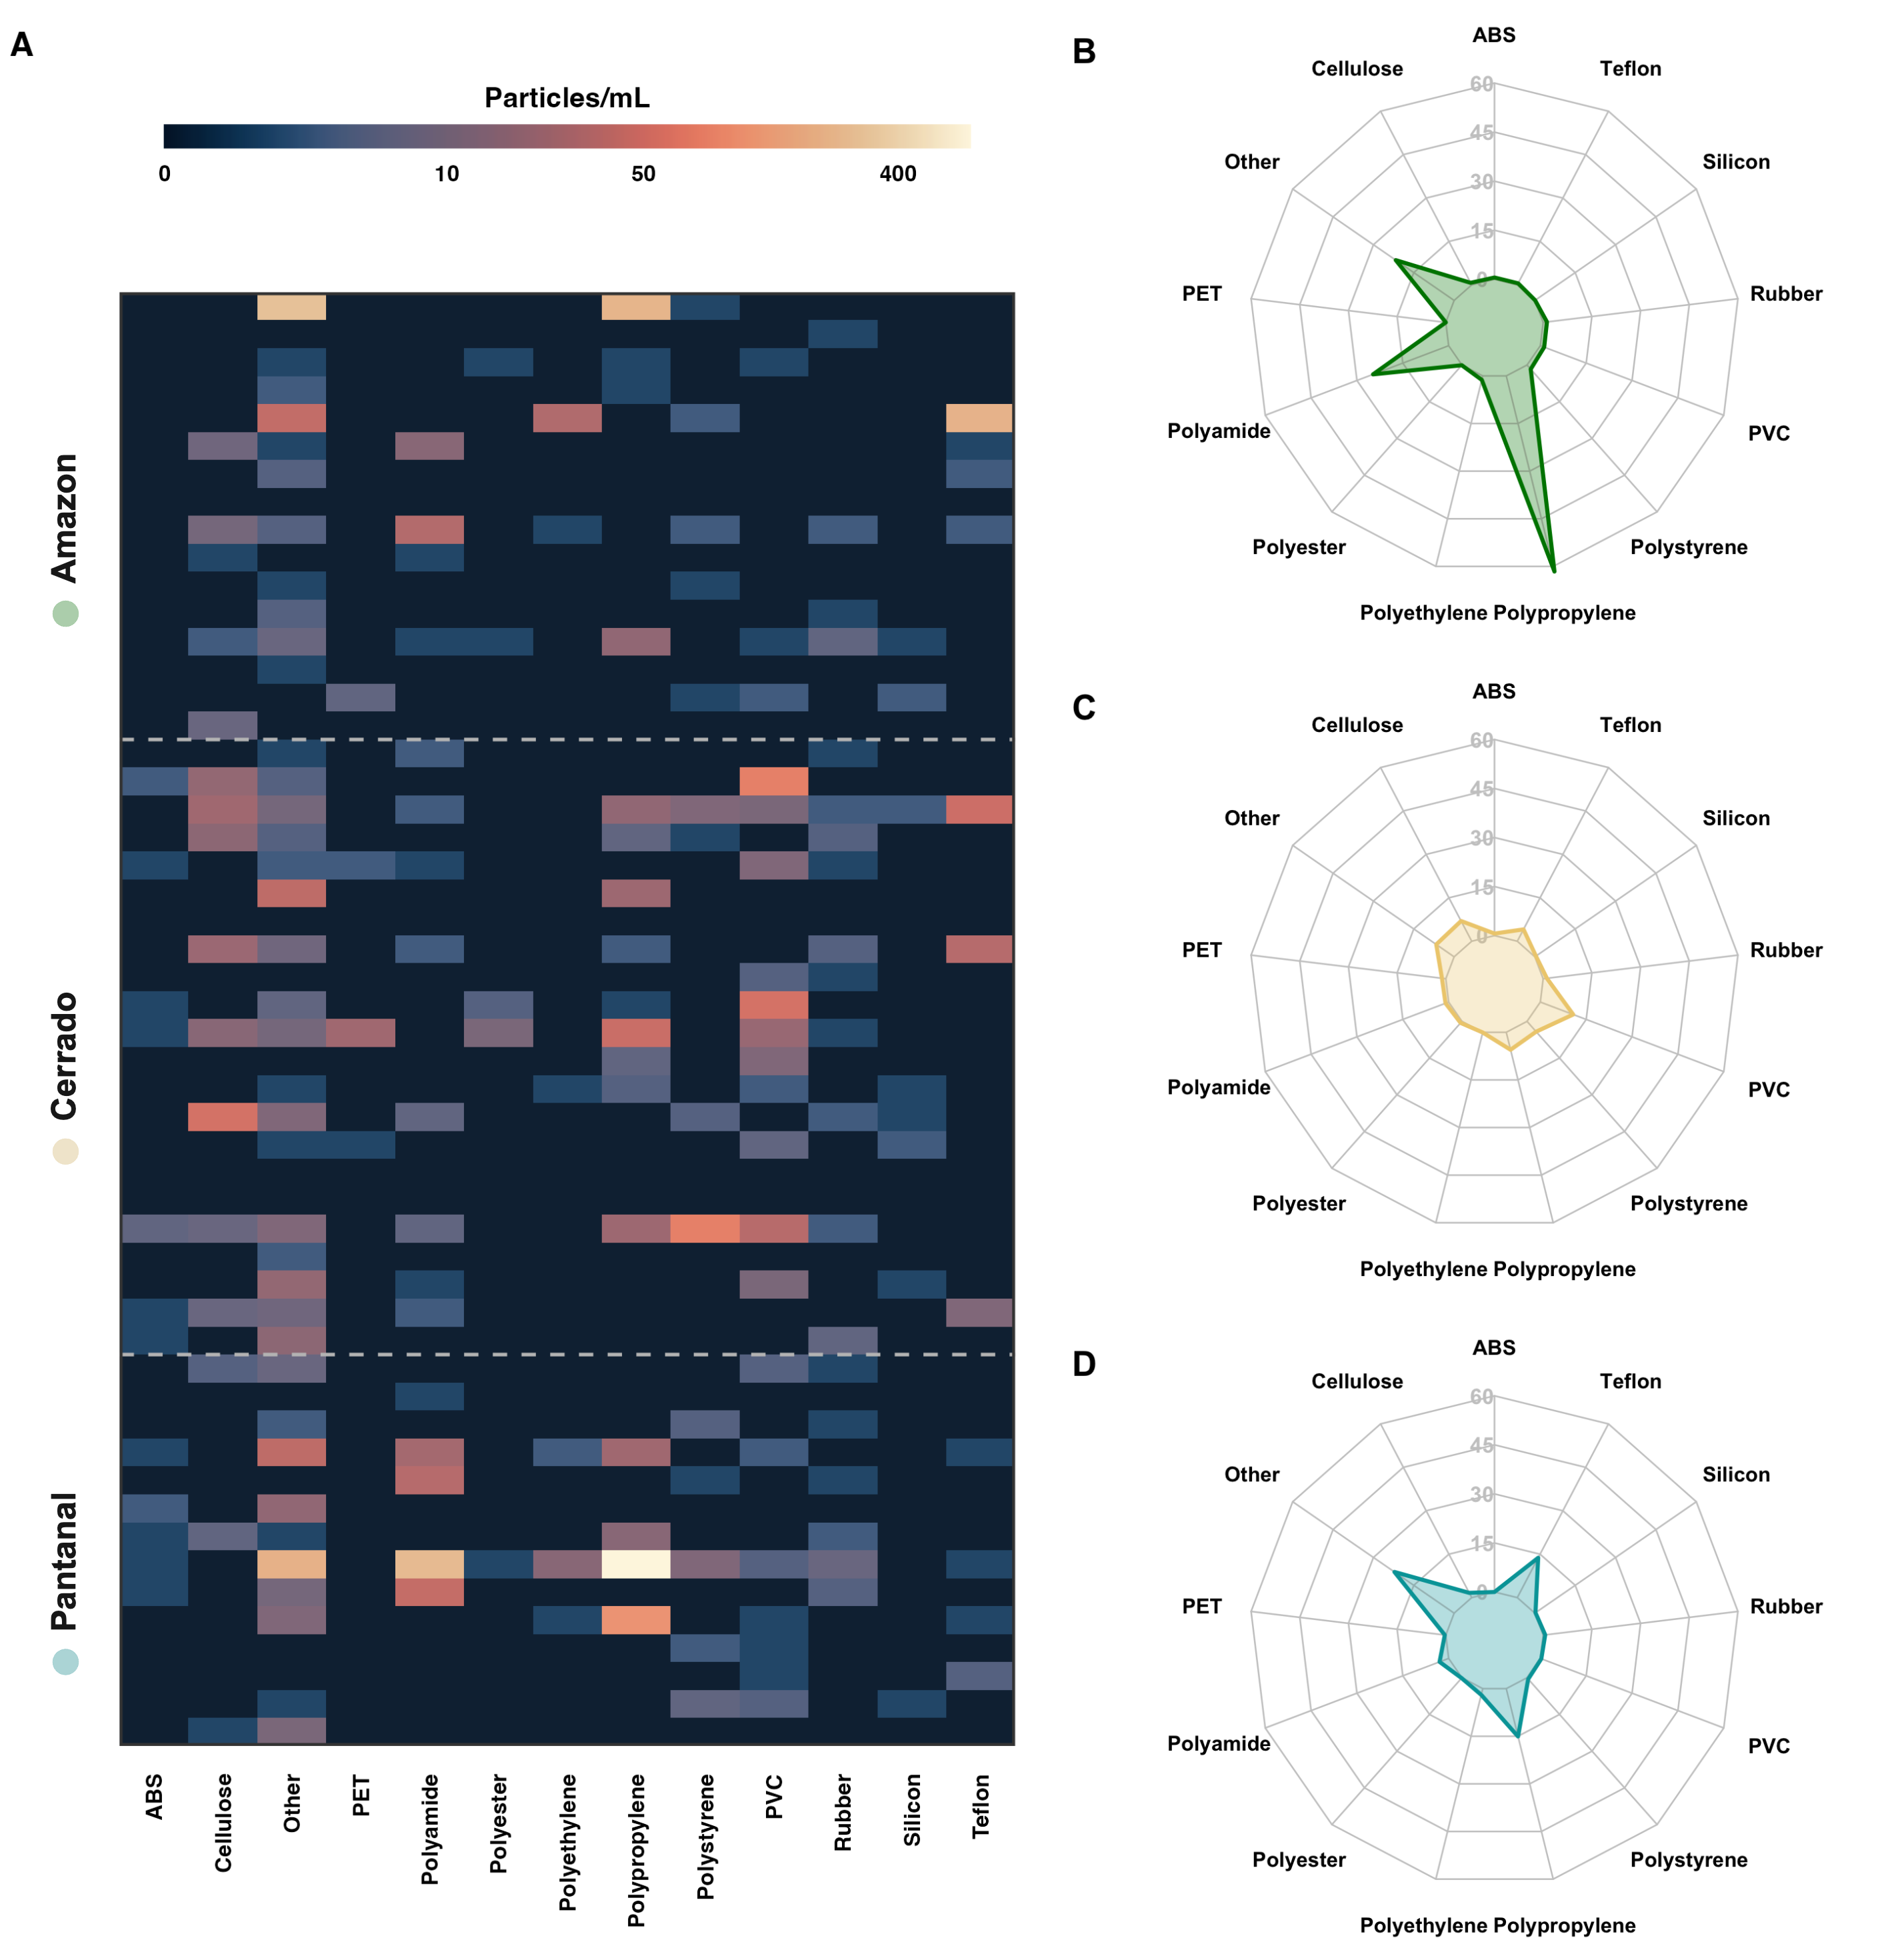 A
Particles/mL
0 10 50 400
Amazon
Cerrado
Pantanal
ABS Cellulose Other PET Polyamide Polyester Polyethylene Polypropylene Polystyrene PVC Rubber Silicon Teflon
B
ABS
Cellulose Teflon
60
45
Other Silicon
30
15
0
PET Rubber
Polyamide PVC
Polyester Polystyrene
Polyethylene Polypropylene
C
ABS
Cellulose Teflon
60
45
Other Silicon
30
15
0
PET Rubber
Polyamide PVC
Polyester Polystyrene
Polyethylene Polypropylene
D
ABS
Cellulose Teflon
60
45
Other Silicon
30
15
0
PET Rubber
Polyamide PVC
Polyester Polystyrene
Polyethylene Polypropylene